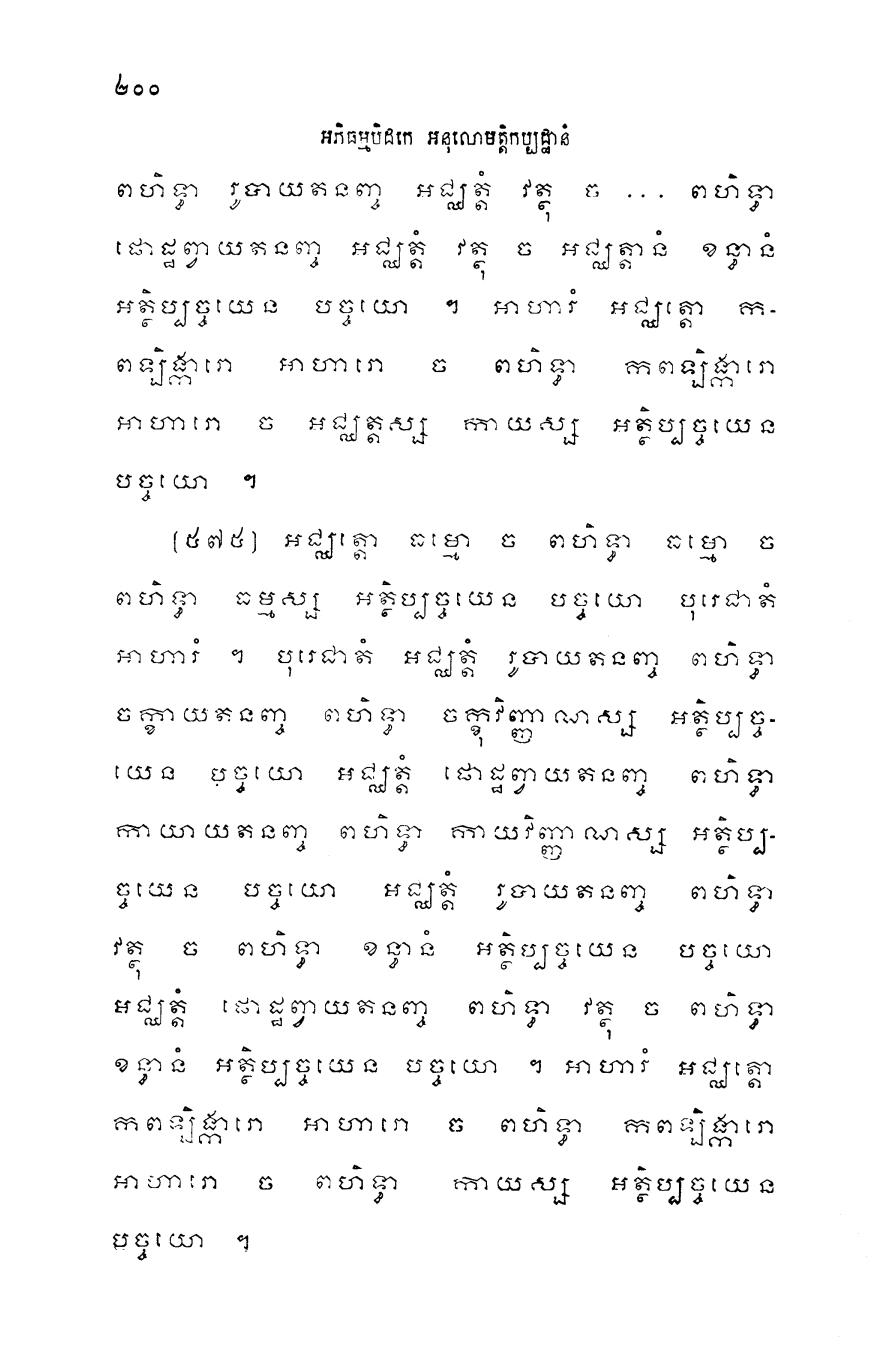 ២០០
អភិធម្មបិដកេ អនុលោមត្តិកប្បដ្ឋានំ
ពហិទ្ធា រូបាយតនញ្ច អជ្ឈត្តំ វត្ថុ ច ... ពហិទ្ធា
ផោដ្ឋព្វាយតនញ្ច អជ្ឈត្តំ វត្ថុ ច អជ្ឈត្តានំ ខន្ធានំ
អត្ថិប្បច្ចយេន បច្ចយោ ។ អាហារំ អជ្ឈត្តោ ក-
ពឡិង្ការោ អាហារោ ច ពហិទ្ធា កពឡិង្ការោ
អាហារោ ច អជ្ឈត្តស្ស កាយស្ស អត្ថិប្បច្ចយេន
បច្ចយោ ។
[៥៧៥] អជ្ឈត្តោ ធម្មោ ច ពហិទ្ធា ធម្មោ ច
ពហិទ្ធា ធម្មស្ស អត្ថិប្បច្ចយេន បច្ចយោ បុរេជាតំ
អាហារំ ។ បុរេជាតំ អជ្ឈត្តំ រូបាយតនញ្ច ពហិទ្ធា
ចក្ខាយតនញ្ច ពហិទ្ធា ចក្ខុវិញ្ញាណស្ស អត្ថិប្បច្ច-
យេន បច្ចយោ អជ្ឈត្តំ ផោដ្ឋព្វាយតនញ្ច ពហិទ្ធា
កាយាយតនញ្ច ពហិទ្ធា កាយវិញ្ញាណស្ស អត្ថិប្ប-
ច្ចយេន បច្ចយោ អជ្ឈត្តំ រូបាយតនញ្ច ពហិទ្ធា
វត្ថុ ច ពហិទ្ធា ខន្ធានំ អត្ថិប្បច្ចយេន បច្ចយោ
អជ្ឈត្តំ ផោដ្ឋព្វាយតនញ្ច ពហិទ្ធា វត្ថុ ច ពហិទ្ធា
ខន្ធានំ អត្ថិប្បច្ចយេន បច្ចយោ ។ អាហារំ អជ្ឈត្តោ
កពឡិង្ការោ អាហារោ ច ពហិទ្ធា កពឡិង្ការោ
អាហារោ ច ពហិទ្ធា កាយស្ស អត្ថិប្បច្ចយេន
បច្ចយោ ។